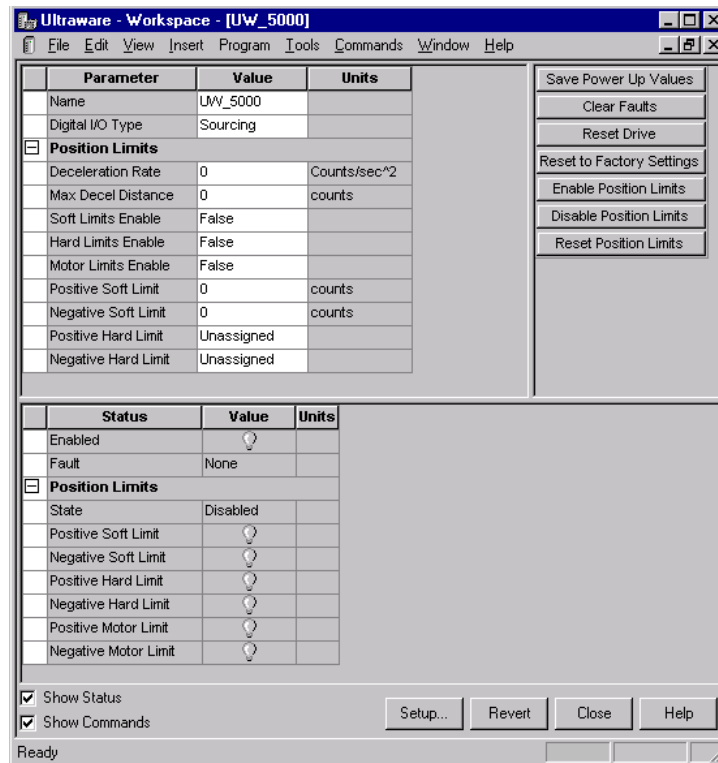 Ultraware - Workspace - [UW_5000]
File Edit View Insert Program Tools Commands Window Help
Parameter Value Units
Name UW_5000
Digital I/O Type Sourcing
Position Limits
Deceleration Rate 0 Counts/sec^2
Max Decel Distance 0 counts
Soft Limits Enable False
Hard Limits Enable False
Motor Limits Enable False
Positive Soft Limit 0 counts
Negative Soft Limit 0 counts
Positive Hard Limit Unassigned
Negative Hard Limit Unassigned
Save Power Up Values
Clear Faults
Reset Drive
Reset to Factory Settings
Enable Position Limits
Disable Position Limits
Reset Position Limits
Status Value Units
Enabled
Fault None
Position Limits
State Disabled
Positive Soft Limit
Negative Soft Limit
Positive Hard Limit
Negative Hard Limit
Positive Motor Limit
Negative Motor Limit
Show Status
Show Commands
Setup... Revert Close Help
Ready